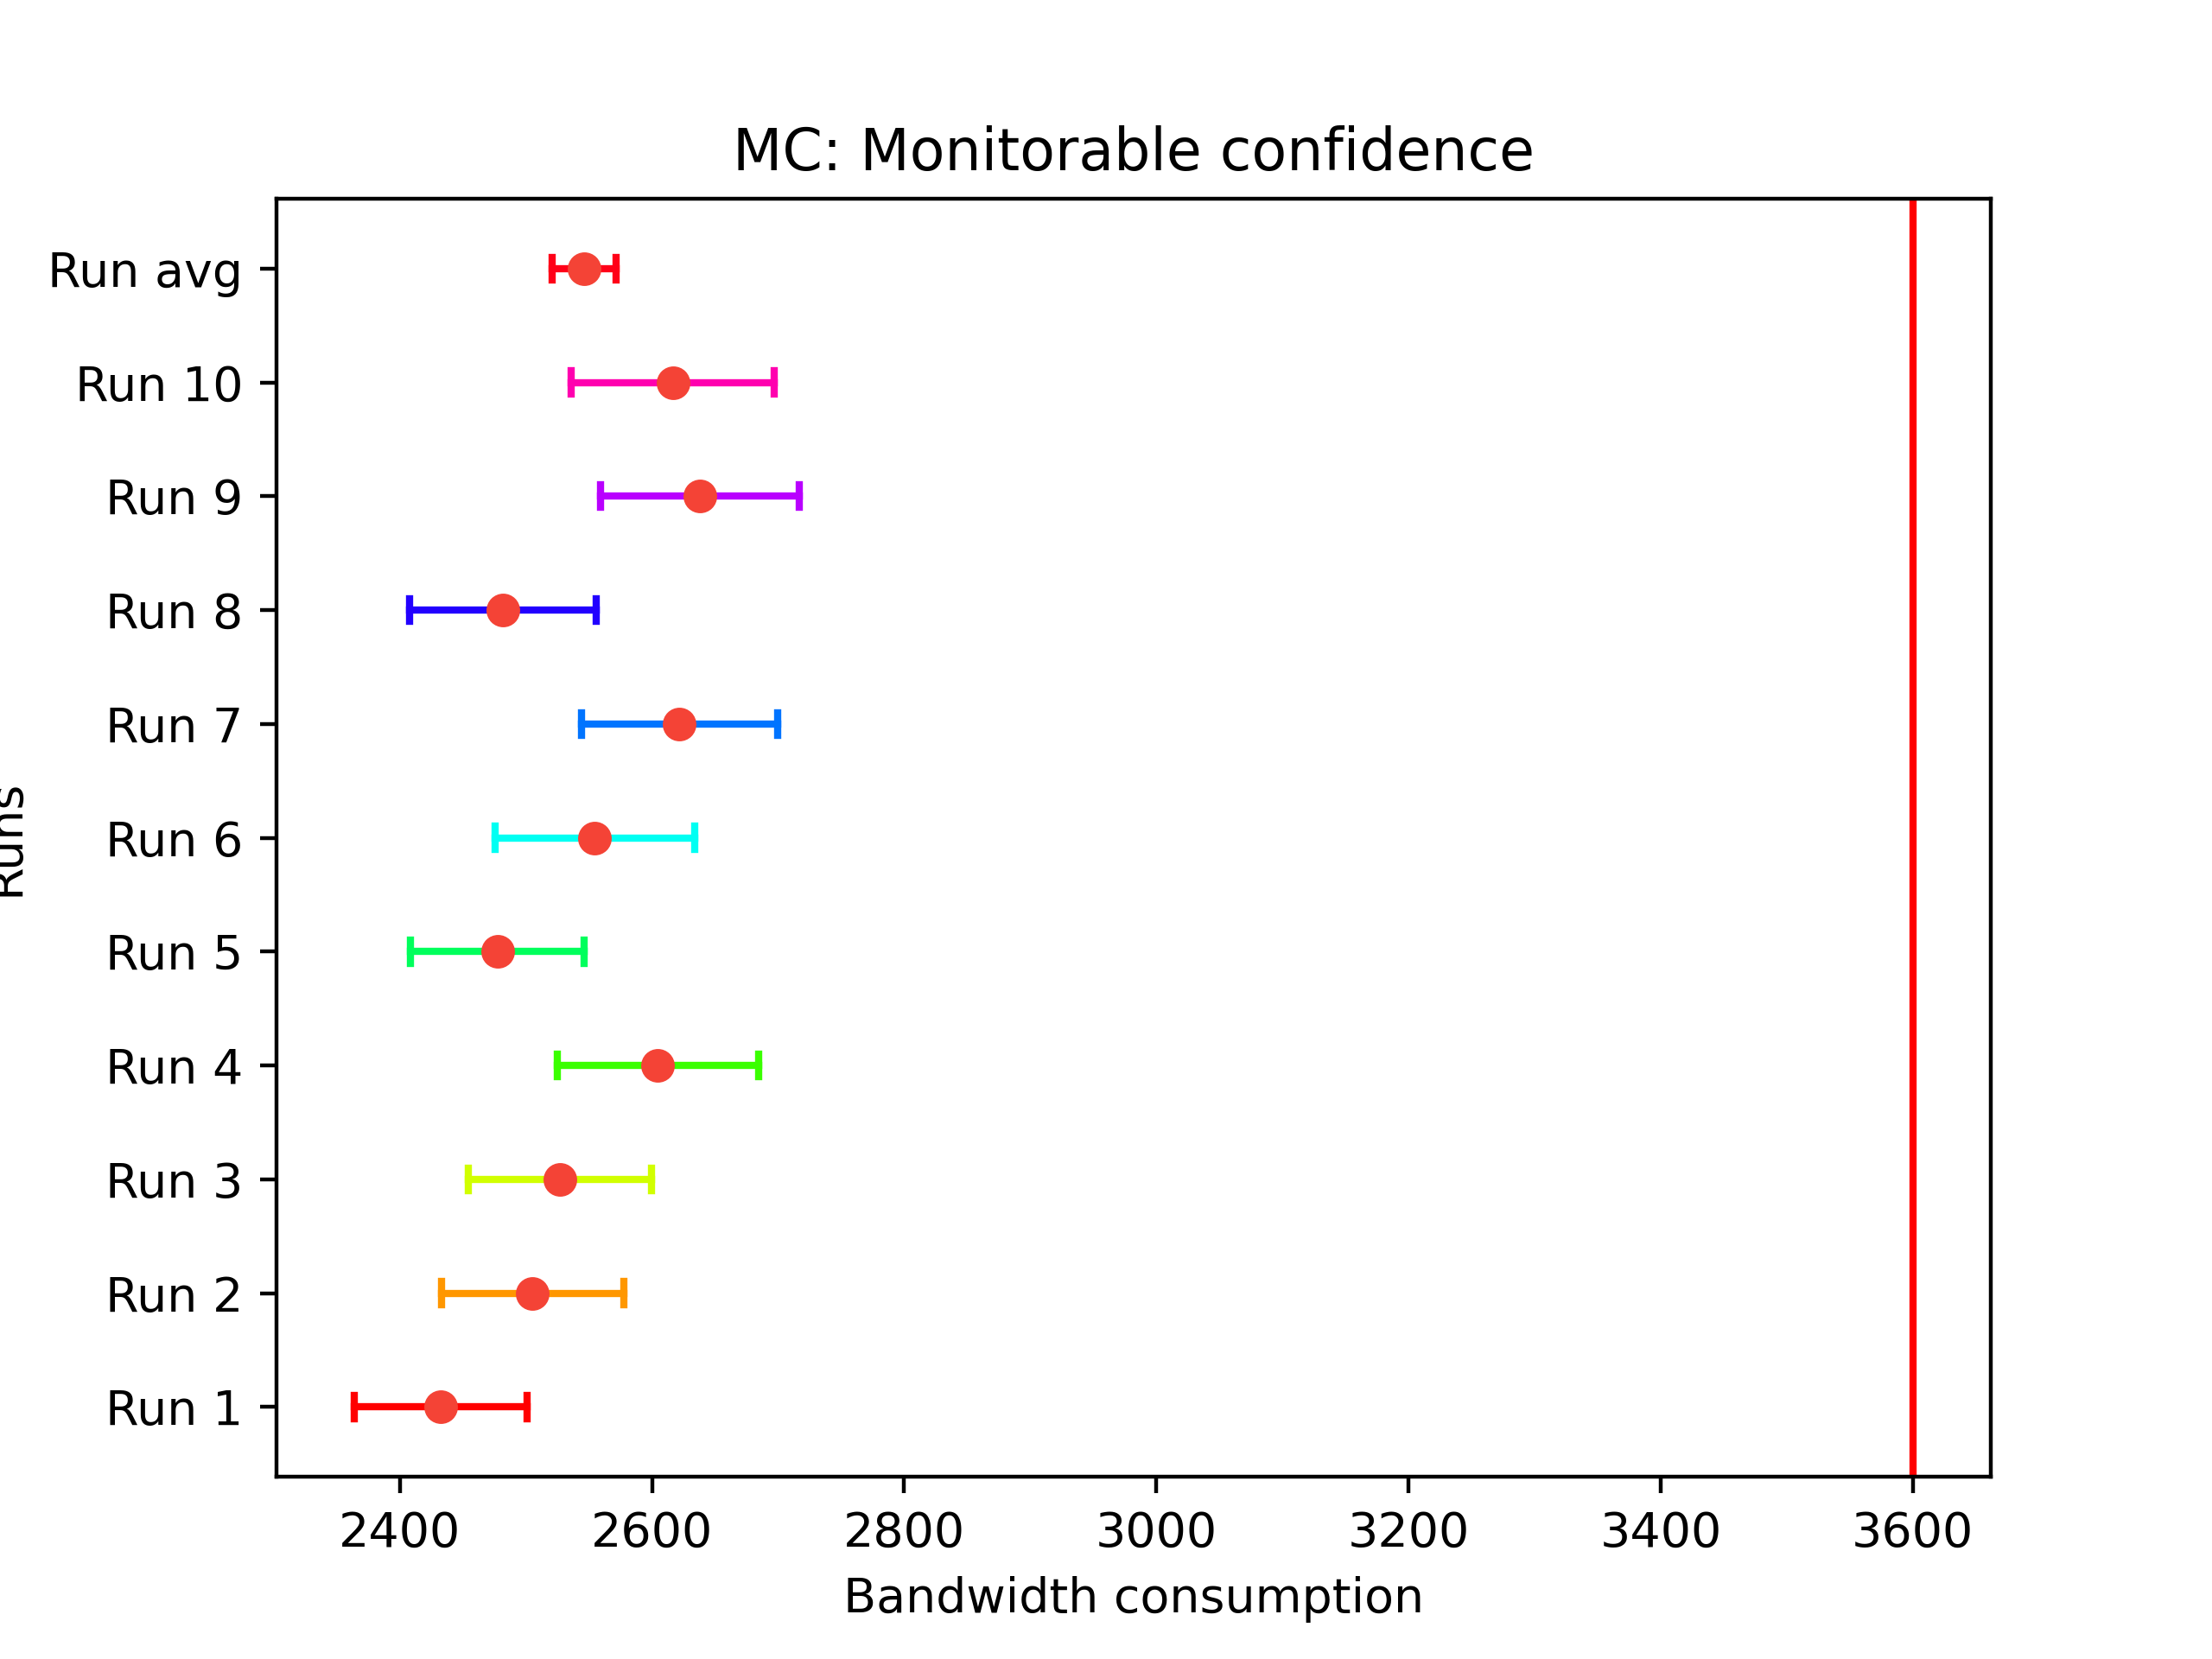 MC: Monitorable confidence
Run avg
Run 10
Run 9
Run 8
Run 7
Run 6
Run 5
Run 4
Run 3
Run 2
Run 1
Runs
2400 2600 2800 3000 3200 3400 3600
Bandwidth consumption